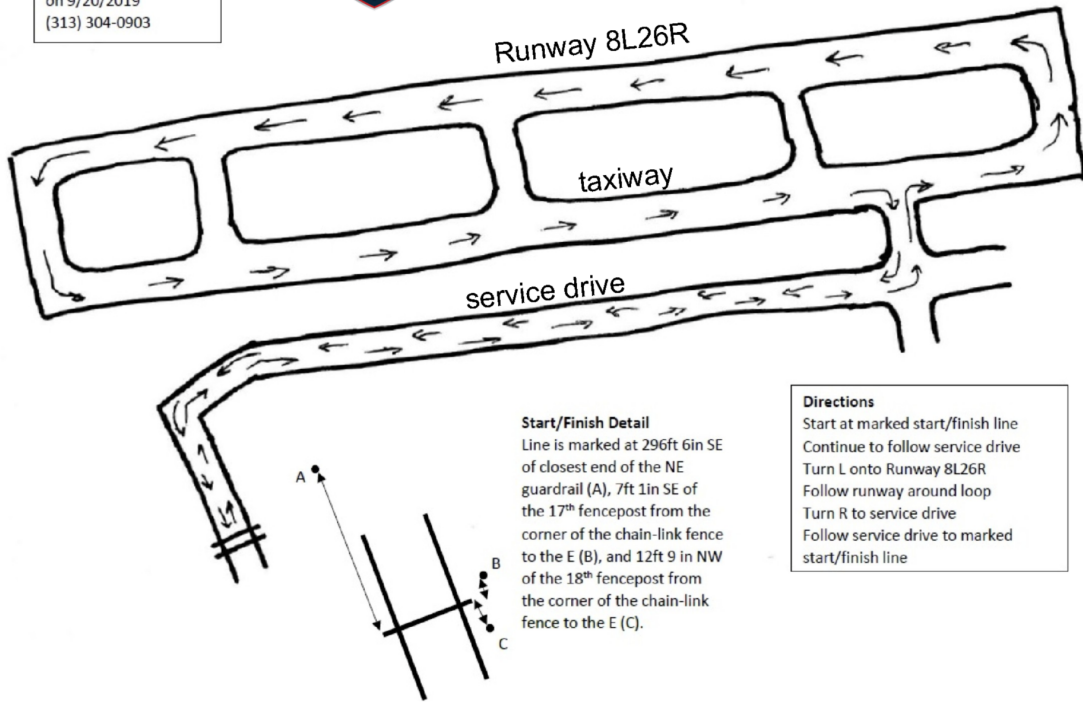 on 9/20/2019
(313) 304-0903
Runway 8L26R
taxiway
service drive
Start/Finish Detail
Line is marked at 296ft 6in SE
of closest end of the NE
guardrail (A), 7ft 1in SE of
the 17th fencepost from the
corner of the chain-link fence
to the E (B), and 12ft 9 in NW
of the 18th fencepost from
the corner of the chain-link
fence to the E (C).
A
B
C
Directions
Start at marked start/finish line
Continue to follow service drive
Turn L onto Runway 8L26R
Follow runway around loop
Turn R to service drive
Follow service drive to marked
start/finish line